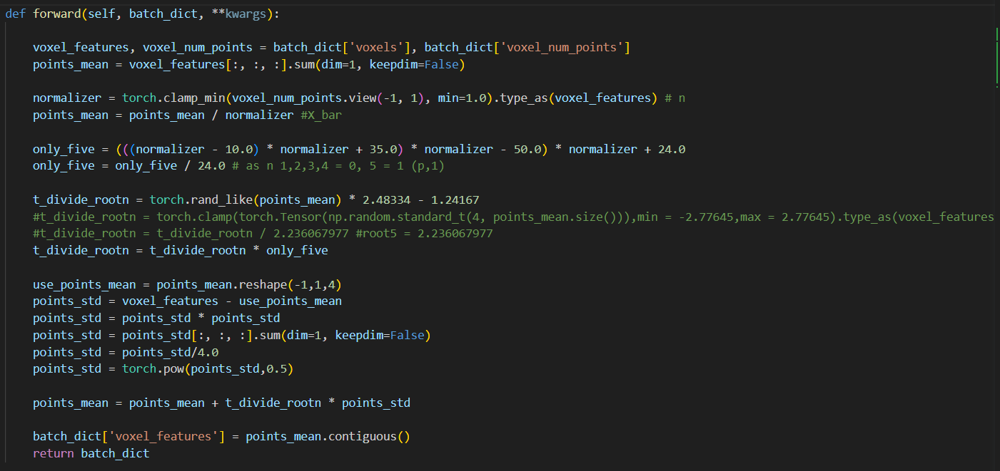 def forward(self, batch_dict, **kwargs):
voxel_features, voxel_num_points = batch_dict['voxels'], batch_dict['voxel_num_points']
points_mean = voxel_features[:, :, :].sum(dim=1, keepdim=False)
normalizer = torch.clamp_min(voxel_num_points.view(-1, 1), min=1.0).type_as(voxel_features) # n
points_mean = points_mean / normalizer #X_bar
only_five = (((normalizer - 10.0) * normalizer + 35.0) * normalizer - 50.0) * normalizer + 24.0
only_five = only_five / 24.0 # as n 1,2,3,4 = 0, 5 = 1 (p,1)
t_divide_rootn = torch.rand_like(points_mean) * 2.48334 - 1.24167
#t_divide_rootn = torch.clamp(torch.Tensor(np.random.standard_t(4, points_mean.size())),min = -2.77645,max = 2.77645).type_as(voxel_features
#t_divide_rootn = t_divide_rootn / 2.236067977 #root5 = 2.236067977
t_divide_rootn = t_divide_rootn * only_five
use_points_mean = points_mean.reshape(-1,1,4)
points_std = voxel_features - use_points_mean
points_std = points_std * points_std
points_std = points_std[:, :, :].sum(dim=1, keepdim=False)
points_std = points_std/4.0
points_std = torch.pow(points_std,0.5)
points_mean = points_mean + t_divide_rootn * points_std
batch_dict['voxel_features'] = points_mean.contiguous()
return batch_dict